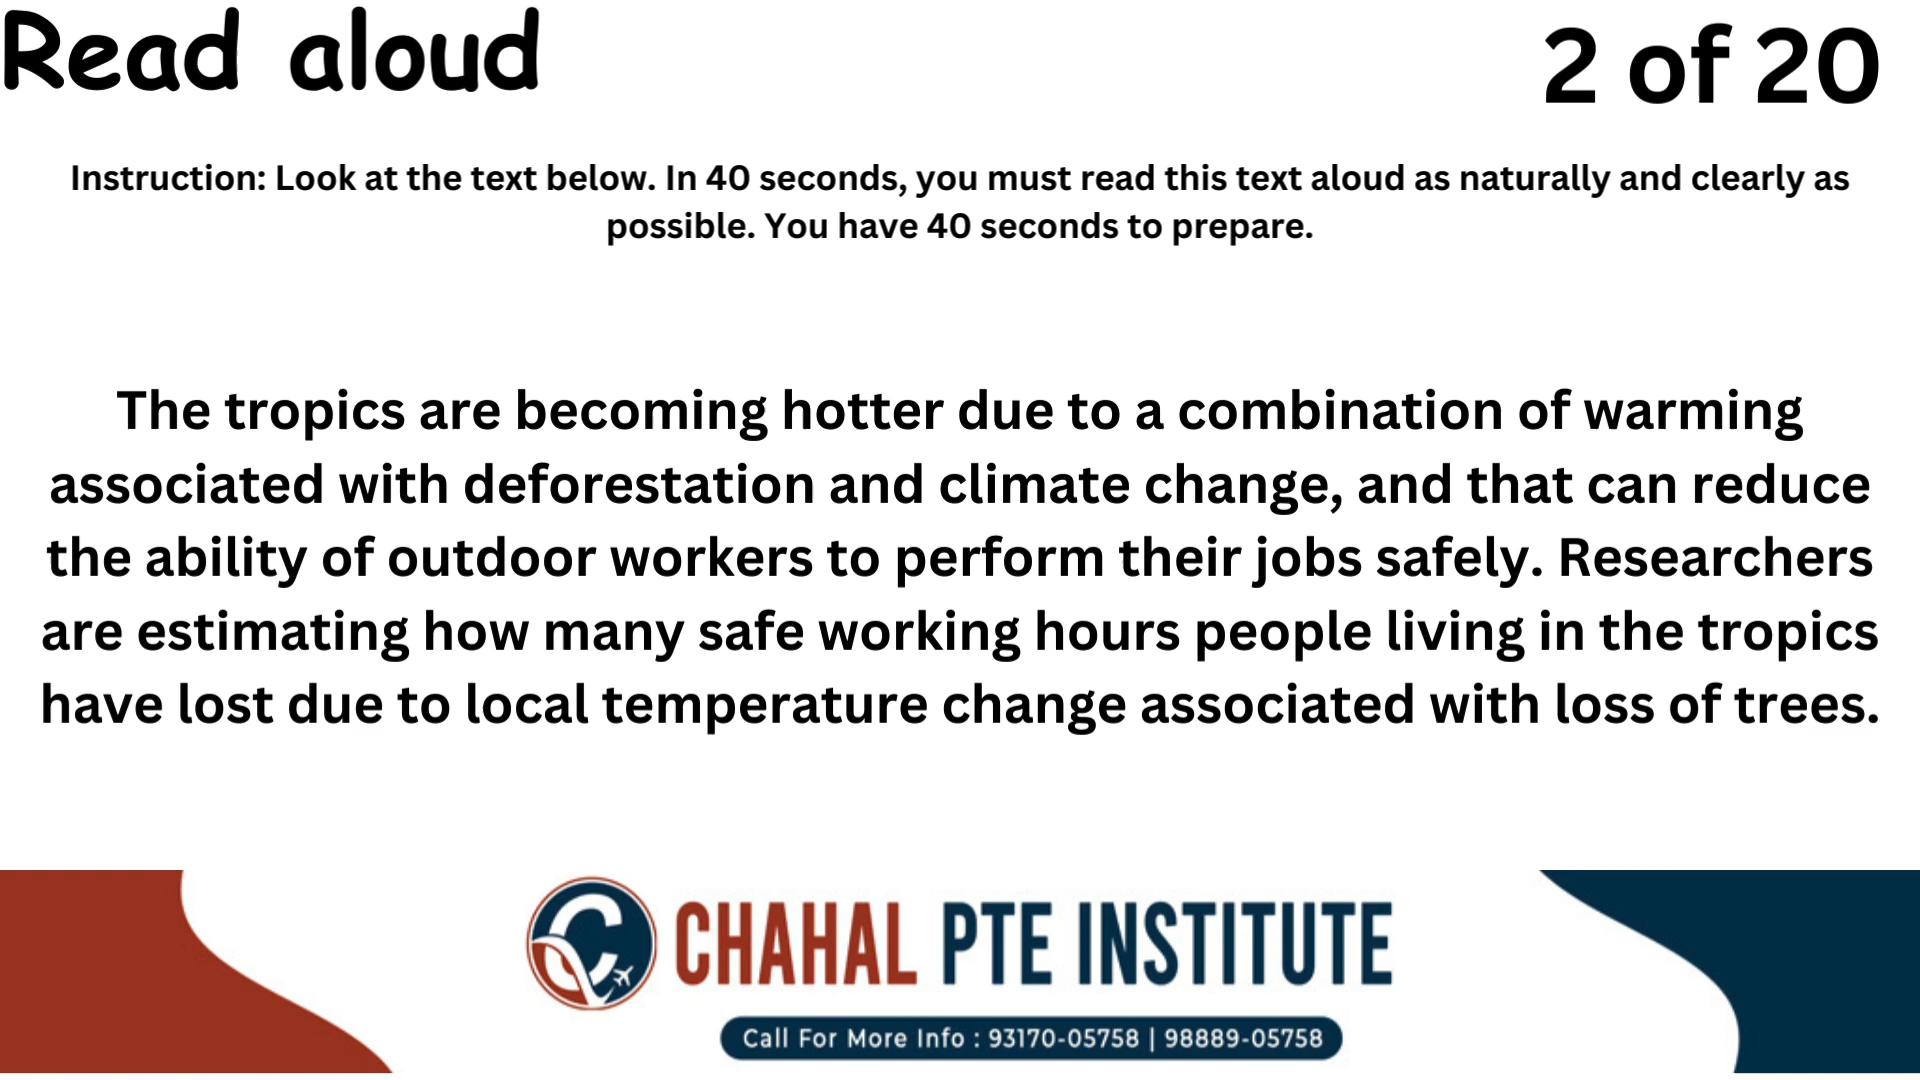 Read aloud
2 of 20
Instruction: Look at the text below. In 40 seconds, you must read this text aloud as naturally and clearly as
possible. You have 40 seconds to prepare.
The tropics are becoming hotter due to a combination of warming
associated with deforestation and climate change, and that can reduce
the ability of outdoor workers to perform their jobs safely. Researchers
are estimating how many safe working hours people living in the tropics
have lost due to local temperature change associated with loss of trees.
CHAHAL PTE INSTITUTE
Call For More Info : 93170-05758 | 98889-05758